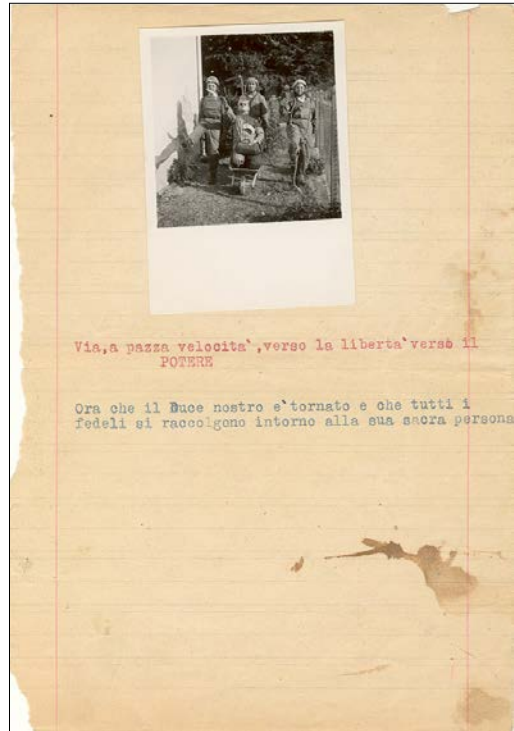 Via,a pazza velocita`,verso la liberta`verso il
POTERE
Ora che il Duce nostro e`tornato e che tutti i
fedeli si raccolgono intorno alla sua sacra persona